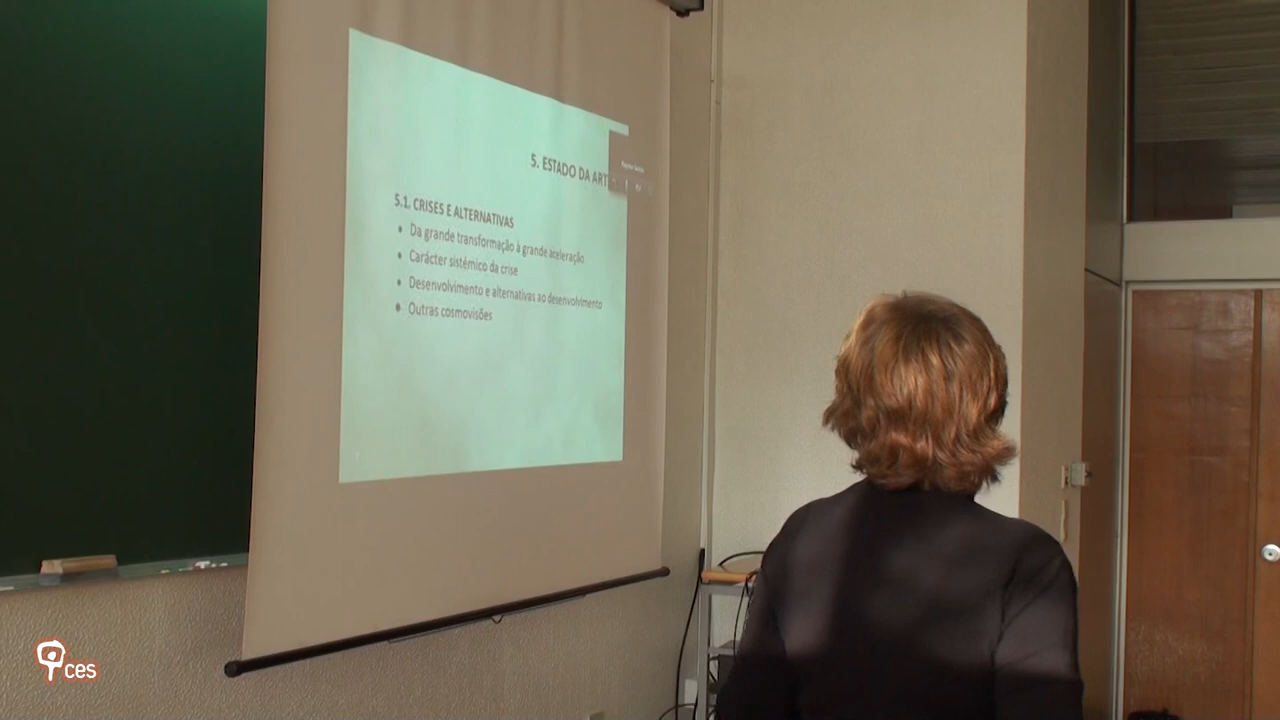 5. ESTADO DA ART
5.1. CRISES E ALTERNATIVAS
• Da grande transformação à grande aceleração
• Carácter sistémico da crise
• Desenvolvimento e alternativas ao desenvolvimento
• Outras cosmovisões
ces